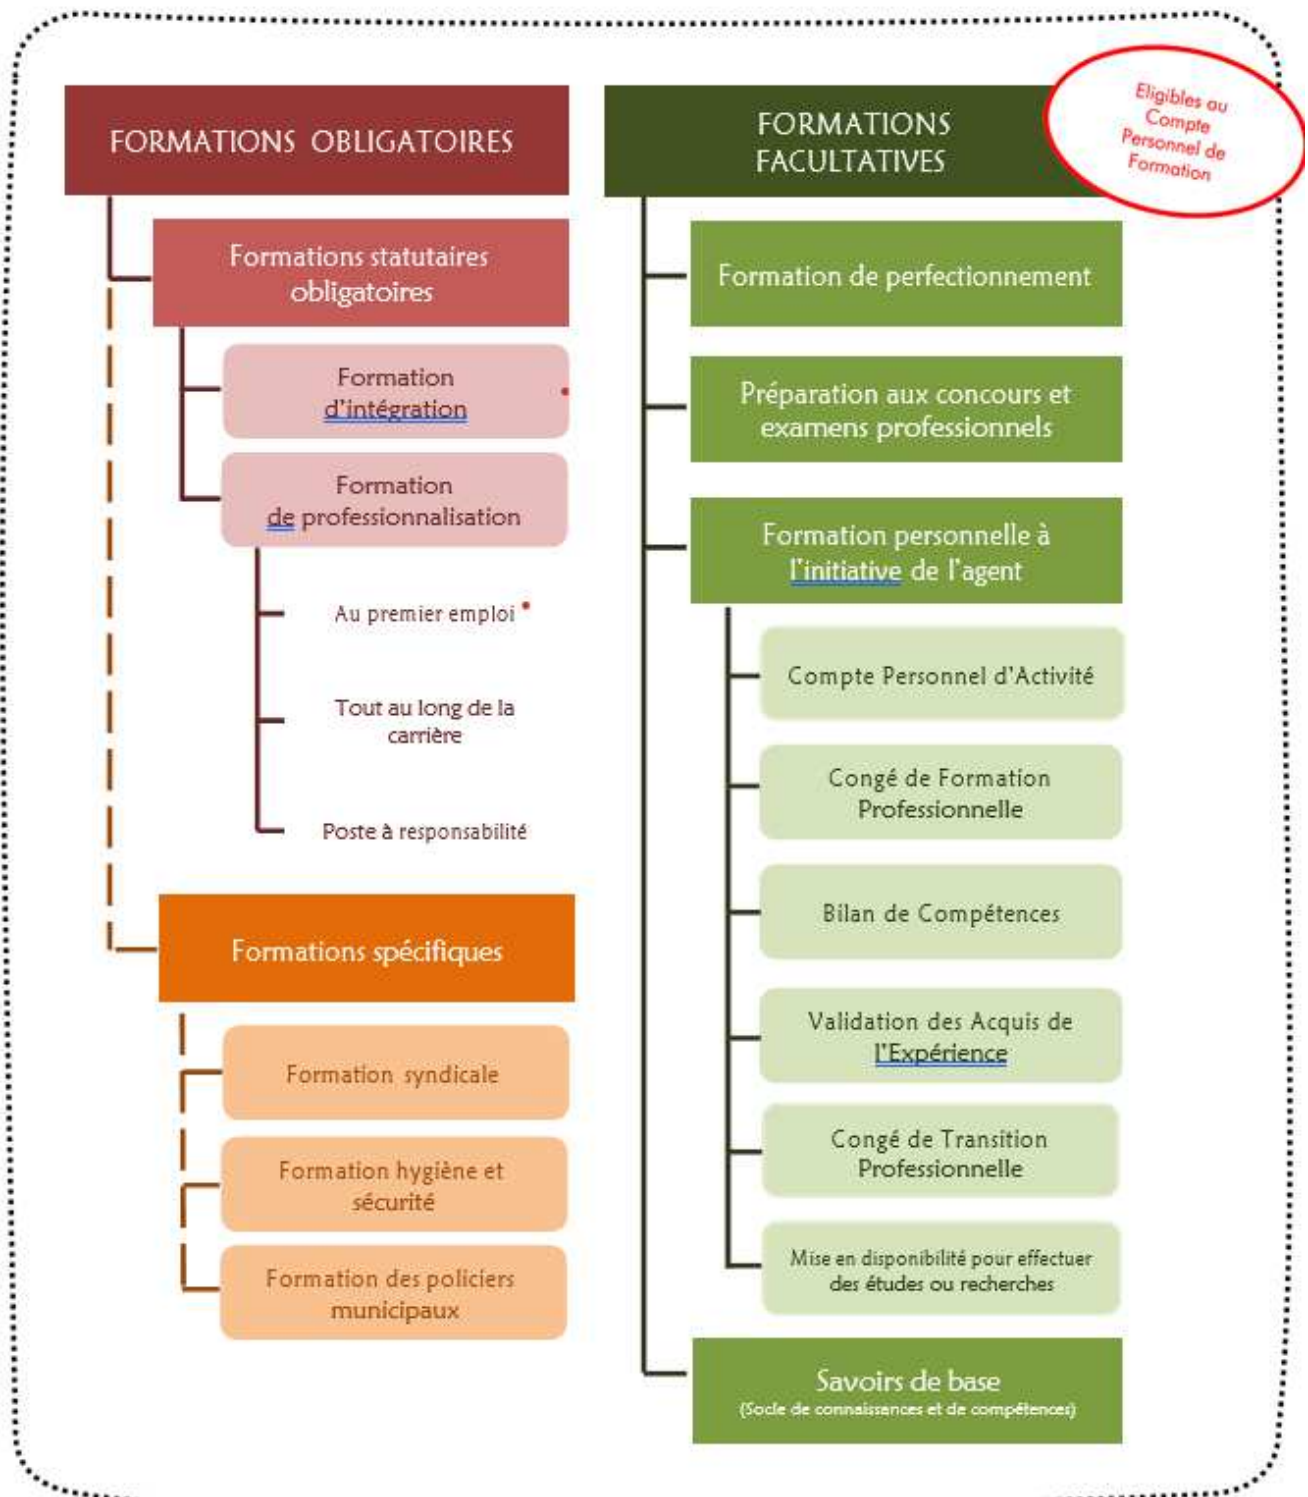 FORMATIONS OBLIGATOIRES
Formations statutaires
obligatoires
Formation
d'intégration
Formation
de professionnalisation
Au premier emploi
Tout au long de la
carrière
Poste à responsabilité
Formations spécifiques
Formation syndicale
Formation hygiène et
sécurité
Formation des policiers
municipaux
FORMATIONS
FACULTATIVES
Eligibles au
Compte
Personnel de
Formation
Formation de perfectionnement
Préparation aux concours et
examens professionnels
Formation personnelle à
l'initiative de l'agent
Compte Personnel d'Activité
Congé de Formation
Professionnelle
Bilan de Compétences
Validation des Acquis de
l'Expérience
Congé de Transition
Professionnelle
Mise en disponibilité pour effectuer
des études ou recherches
Savoirs de base
(Socle de connaissances et de compétences)